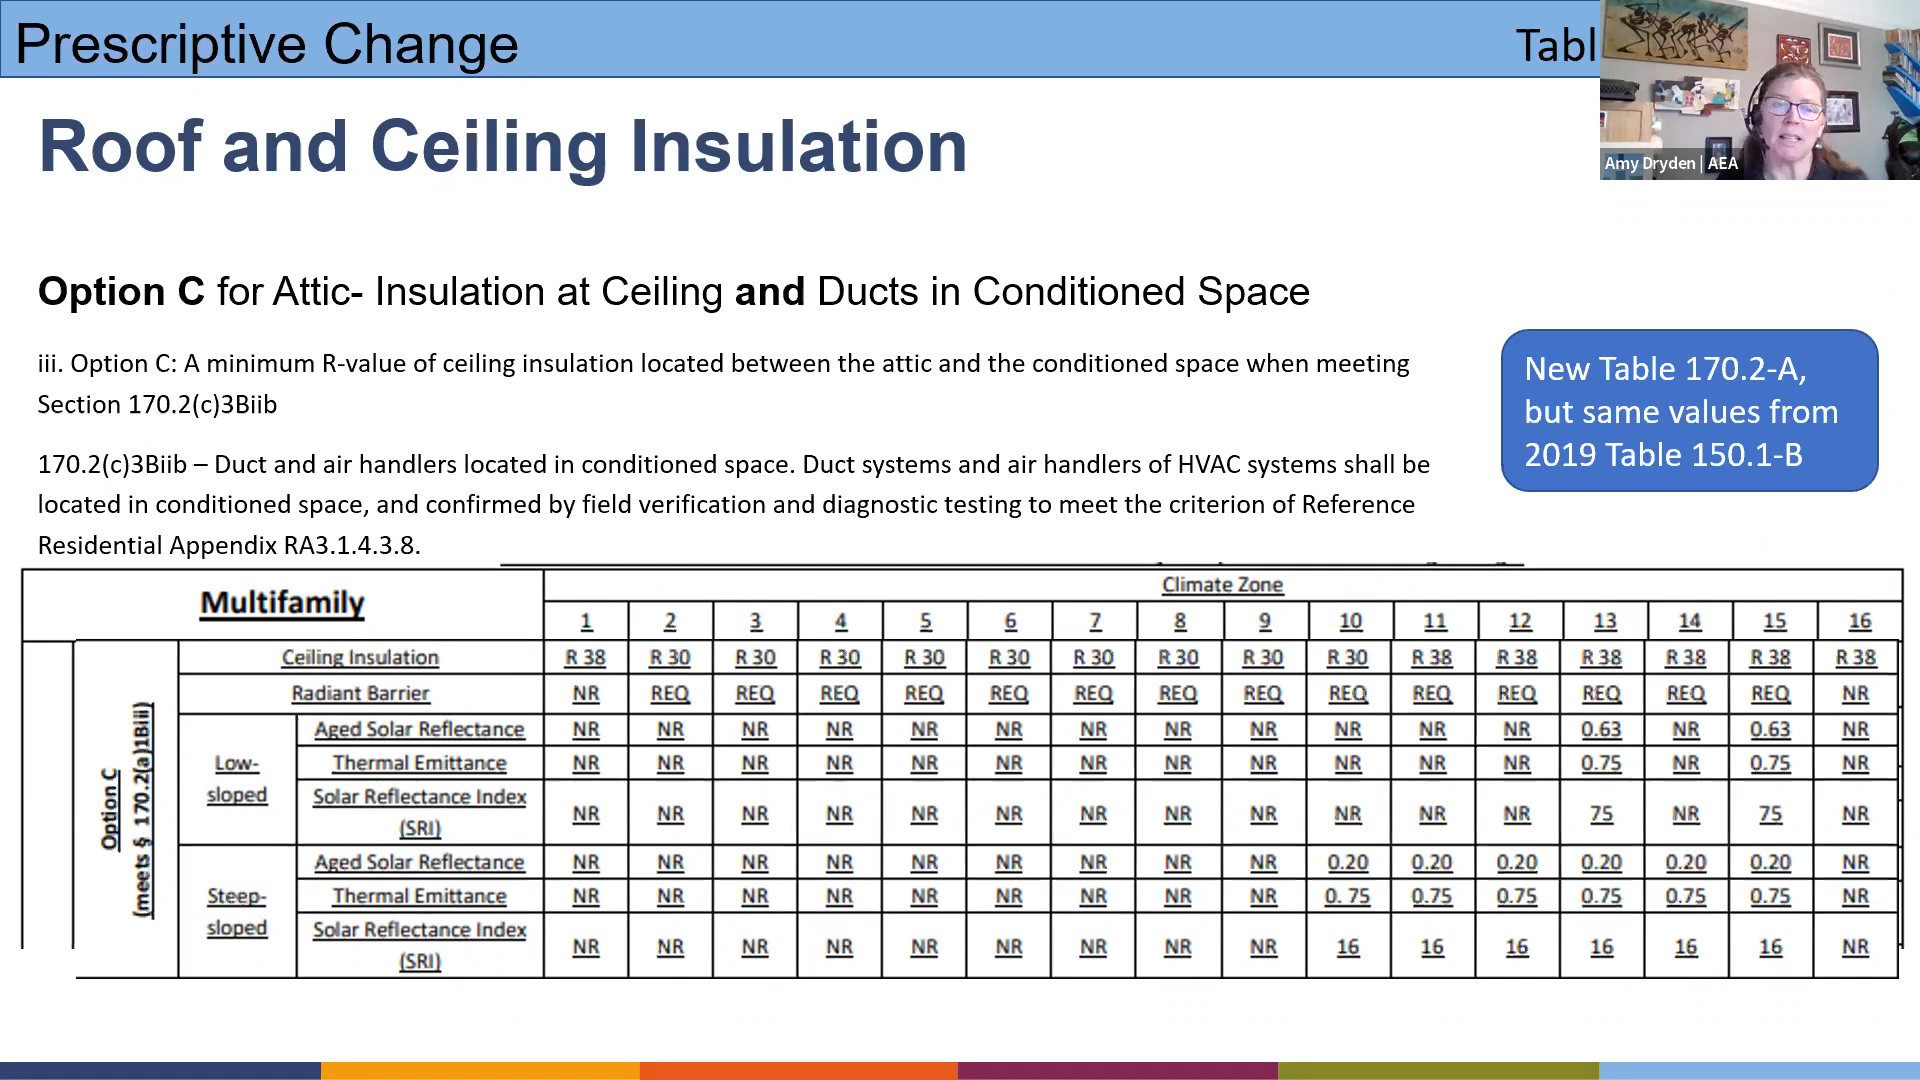 Prescriptive Change
Tabl
Amy Dryden | AEA
Roof and Ceiling Insulation
Option C for Attic- Insulation at Ceiling and Ducts in Conditioned Space
iii. Option C: A minimum R-value of ceiling insulation located between the attic and the conditioned space when meeting
Section 170.2(c)3Biib
170.2(c)3Biib – Duct and air handlers located in conditioned space. Duct systems and air handlers of HVAC systems shall be
located in conditioned space, and confirmed by field verification and diagnostic testing to meet the criterion of Reference
Residential Appendix RA3.1.4.3.8.
New Table 170.2-A,
but same values from
2019 Table 150.1-B
Multifamily
Climate Zone
1 2 3 4 5 6 7 8 9 10 11 12 13 14 15 16
Option C
(meets § 170.2(a)1Bii)
Ceiling Insulation R 38 R 30 R 30 R 30 R 30 R 30 R 30 R 30 R 30 R 30 R 38 R 38 R 38 R 38 R 38 R 38
Radiant Barrier NR REQ REQ REQ REQ REQ REQ REQ REQ REQ REQ REQ REQ REQ REQ NR
Low-
sloped
Aged Solar Reflectance NR NR NR NR NR NR NR NR NR NR NR NR 0.63 NR 0.63 NR
Thermal Emittance NR NR NR NR NR NR NR NR NR NR NR NR 0.75 NR 0.75 NR
Solar Reflectance Index
(SRI) NR NR NR NR NR NR NR NR NR NR NR NR 75 NR 75 NR
Steep-
sloped
Aged Solar Reflectance NR NR NR NR NR NR NR NR NR 0.20 0.20 0.20 0.20 0.20 0.20 NR
Thermal Emittance NR NR NR NR NR NR NR NR NR 0. 75 0.75 0.75 0.75 0.75 0.75 NR
Solar Reflectance Index
(SRI) NR NR NR NR NR NR NR NR NR 16 16 16 16 16 16 NR